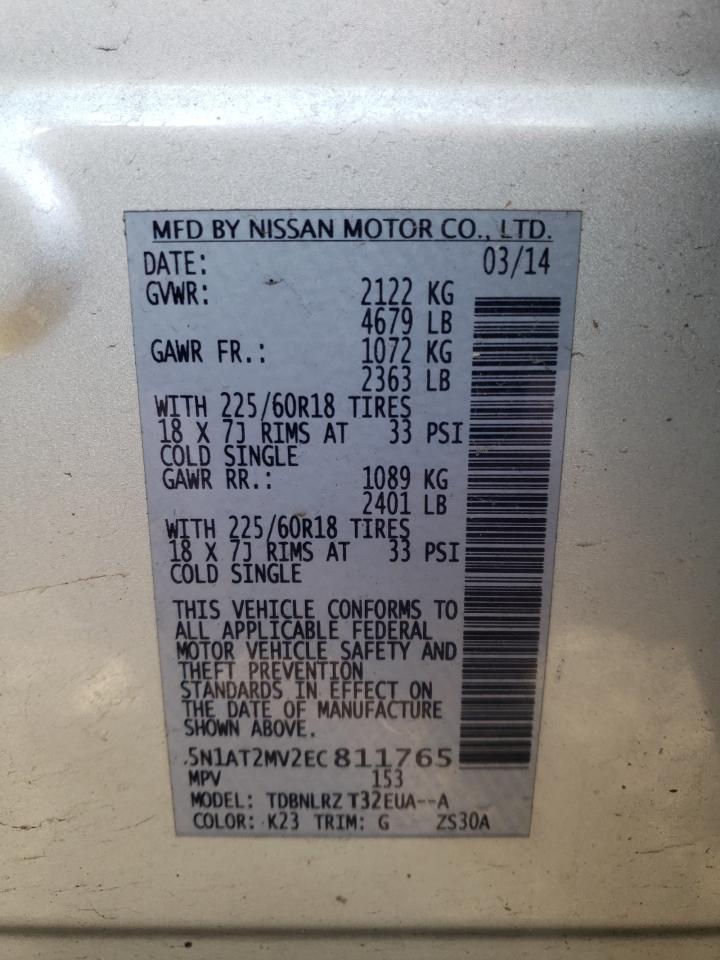 MFD BY NISSAN MOTOR CO., LTD.
DATE: 03/14
GVWR: 2122 KG
4679 LB
GAWR FR.: 1072 KG
2363 LB
WITH 225/60R18 TIRES
18 X 7J RIMS AT 33 PSI
COLD SINGLE
GAWR RR.: 1089 KG
2401 LB
WITH 225/60R18 TIRES
18 X 7J RIMS AT 33 PSI
COLD SINGLE
THIS VEHICLE CONFORMS TO
ALL APPLICABLE FEDERAL
MOTOR VEHICLE SAFETY AND
THEFT PREVENTION
STANDARDS IN EFFECT ON
THE DATE OF MANUFACTURE
SHOWN ABOVE.
5N1AT2MV2EC811765
MPV 153
MODEL: TDBNLRZ T32EUA--A
COLOR: K23 TRIM: G ZS30A